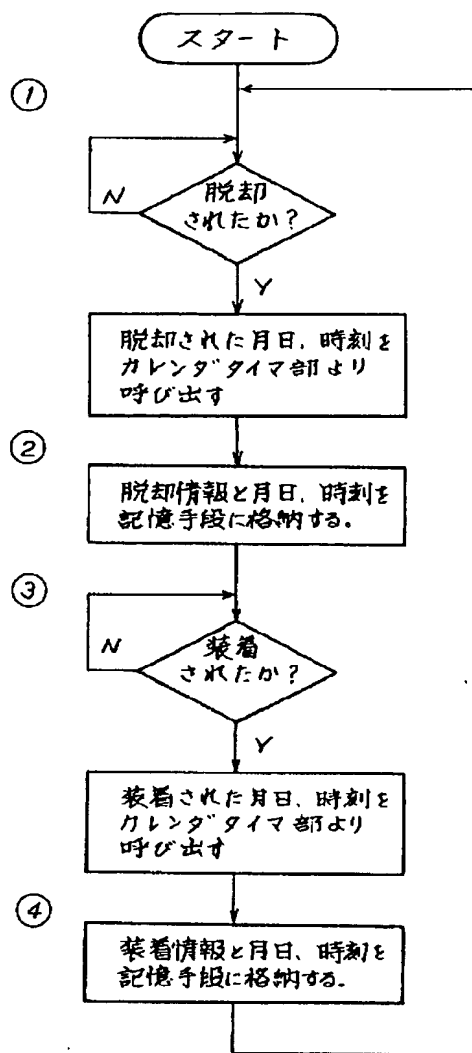 スタート
①
脱却
されたか?
N
Y
脱却された月日、時刻を
カレンダタイマ部より
呼び出す
②
脱却情報と月日、時刻を
記憶手段に格納する。
③
装着
されたか?
N
Y
装着された月日、時刻を
カレンダタイマ部より
呼び出す
④
装着情報と月日、時刻を
記憶手段に格納する。